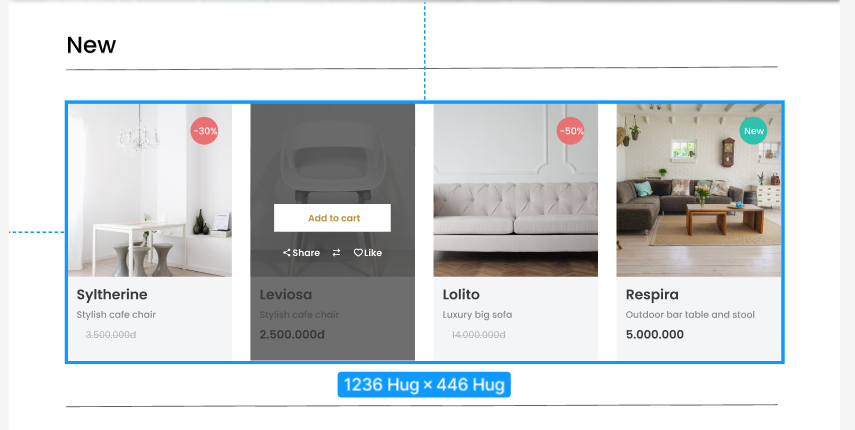 New
-30%
-50%
New
Add to cart
Share
Like
Syltherine
Leviosa
Lolito
Respira
Stylish cafe chair
Stylish cafe chair
Luxury big sofa
Outdoor bar table and stool
3.500.000đ
2.500.000đ
14.000.000đ
5.000.000
1236 Hug × 446 Hug